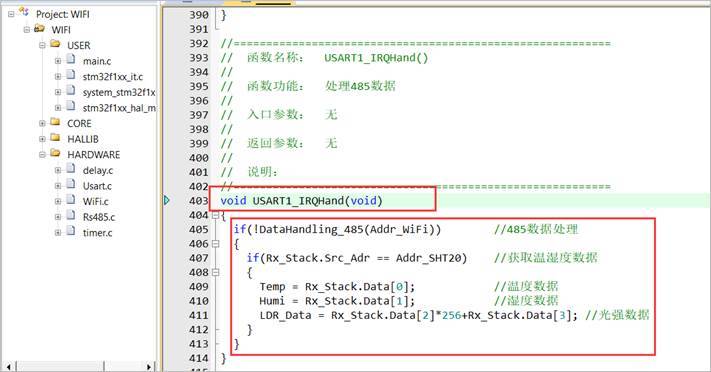 Project: WIFI
WIFI
USER
main.c
stm32f1xx_it.c
system_stm32f1x
stm32f1xx_hal_m
CORE
HALLIB
HARDWARE
delay.c
Usart.c
WiFi.c
Rs485.c
timer.c
390 }
391
392 //==========================================================
393 // 函数名称: USART1_IRQHand()
394 //
395 // 函数功能: 处理485数据
396 //
397 // 入口参数: 无
398 //
399 // 返回参数: 无
400 //
401 // 说明:
402 //==========================================================
403 void USART1_IRQHand(void)
404 {
405 if(!DataHandling_485(Addr_WiFi)) //485数据处理
406 {
407 if(Rx_Stack.Src_Adr == Addr_SHT20) //获取温湿度数据
408 {
409 Temp = Rx_Stack.Data[0]; //温度数据
410 Humi = Rx_Stack.Data[1]; //湿度数据
411 LDR_Data = Rx_Stack.Data[2]*256+Rx_Stack.Data[3]; //光强数据
412 }
413 }
414 }
415